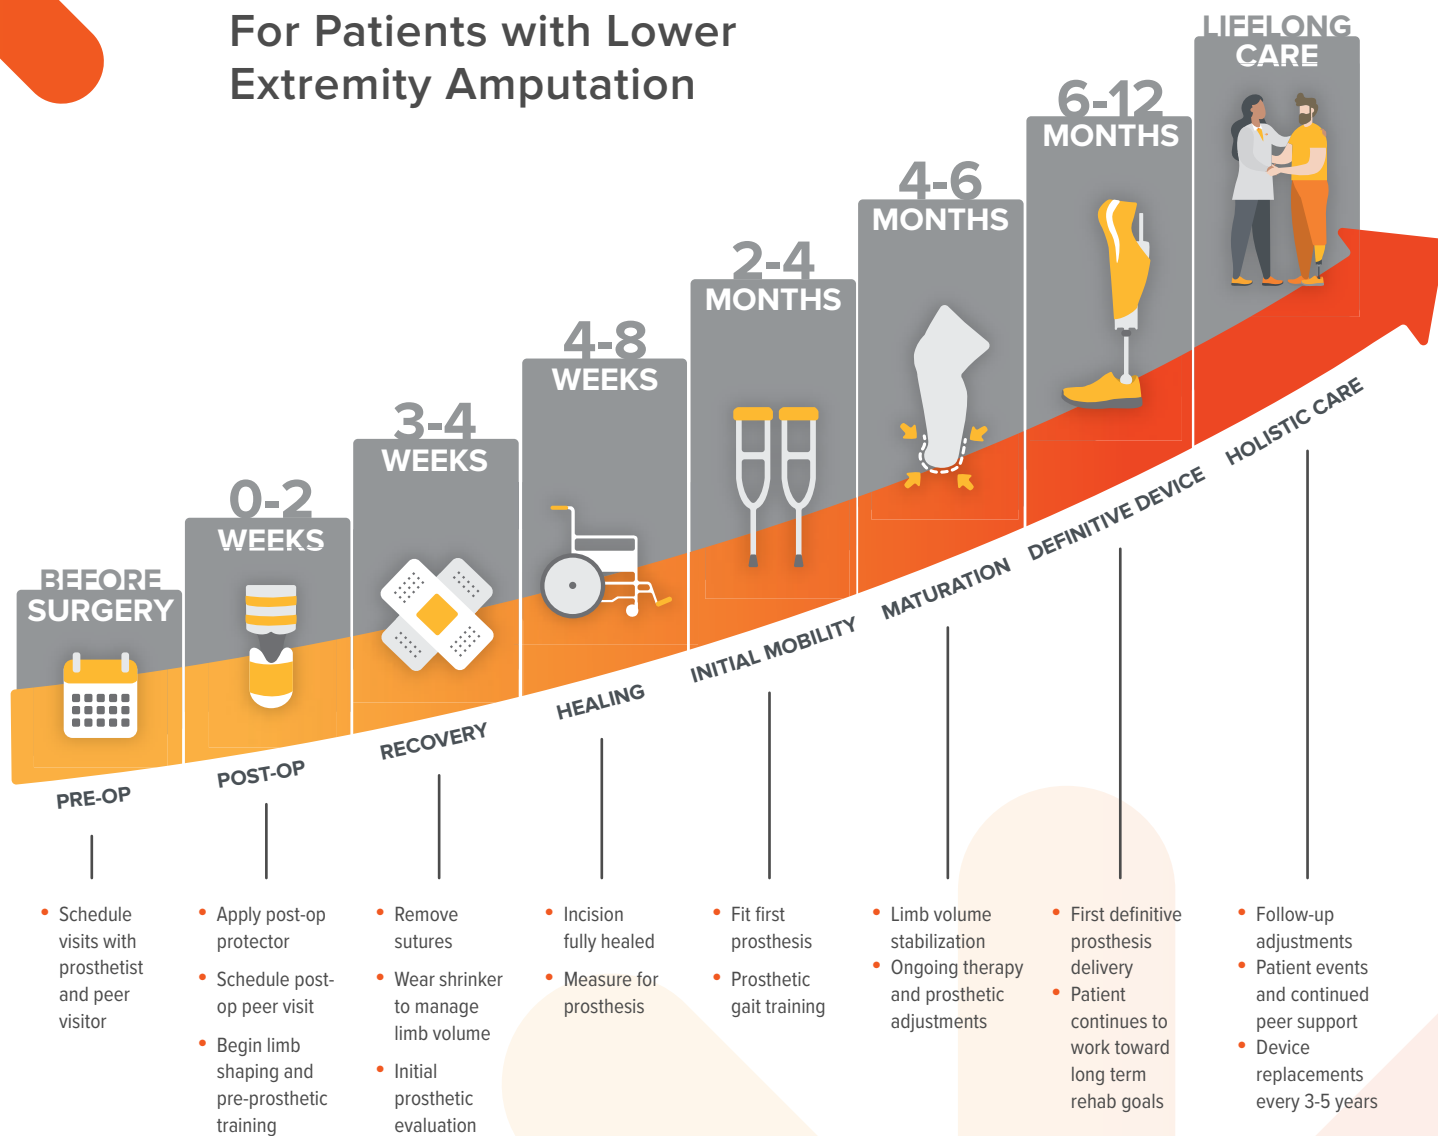 For Patients with Lower
Extremity Amputation
BEFORE
SURGERY
0-2
WEEKS
3-4
WEEKS
4-8
WEEKS
2-4
MONTHS
4-6
MONTHS
6-12
MONTHS
LIFELONG
CARE
PRE-OP
POST-OP
RECOVERY
HEALING
INITIAL MOBILITY
MATURATION
DEFINITIVE DEVICE
HOLISTIC CARE
• Schedule
visits with
prosthetist
and peer
visitor
• Apply post-op
protector
• Schedule post-
op peer visit
• Begin limb
shaping and
pre-prosthetic
training
• Remove
sutures
• Wear shrinker
to manage
limb volume
• Initial
prosthetic
evaluation
• Incision
fully healed
• Measure for
prosthesis
• Fit first
prosthesis
• Prosthetic
gait training
• Limb volume
stabilization
• Ongoing therapy
and prosthetic
adjustments
• First definitive
prosthesis
delivery
• Patient
continues to
work toward
long term
rehab goals
• Follow-up
adjustments
• Patient events
and continued
peer support
• Device
replacements
every 3-5 years